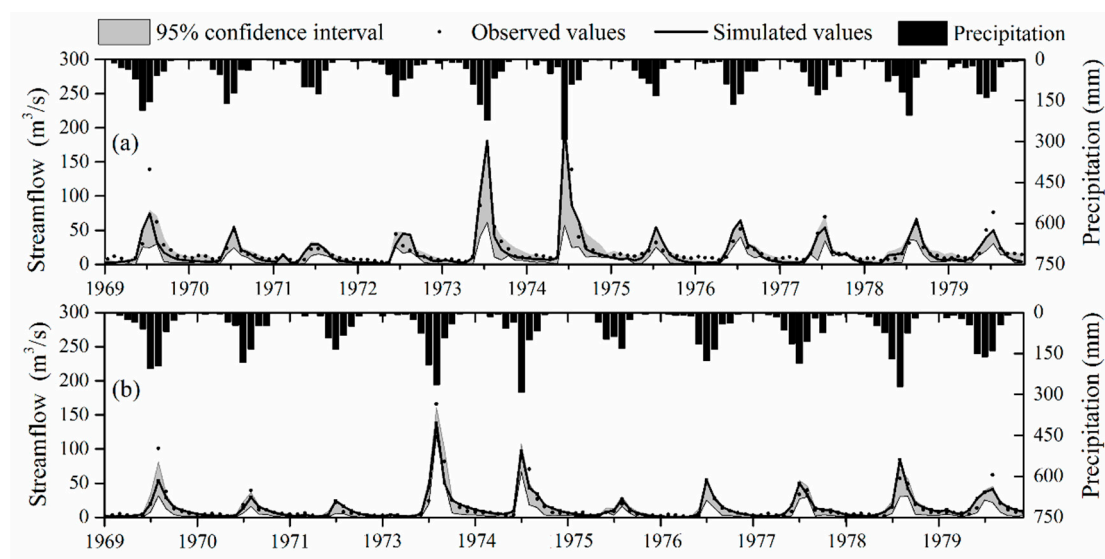 95% confidence interval Observed values Simulated values Precipitation
300 0
250 150
200 300
150 450
100 600
50 750
0
Streamflow (m³/s)
(a)
Precipitation (mm)
1969 1970 1971 1972 1973 1974 1975 1976 1977 1978 1979
300 0
250 150
200 300
150 450
100 600
50 750
0
Streamflow (m³/s)
(b)
Precipitation (mm)
1969 1970 1971 1973 1974 1975 1976 1977 1978 1979